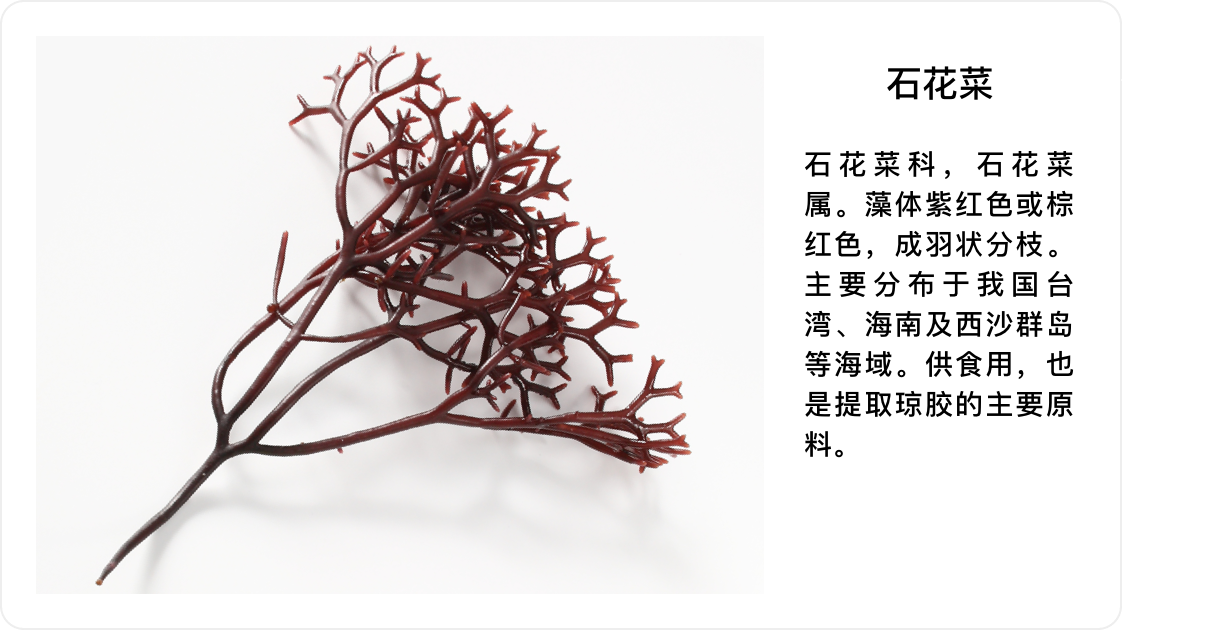 石花菜
石花菜科，石花菜
属。藻体紫红色或棕
红色，成羽状分枝。
主要分布于我国台
湾、海南及西沙群岛
等海域。供食用，也
是提取琼胶的主要原
料。